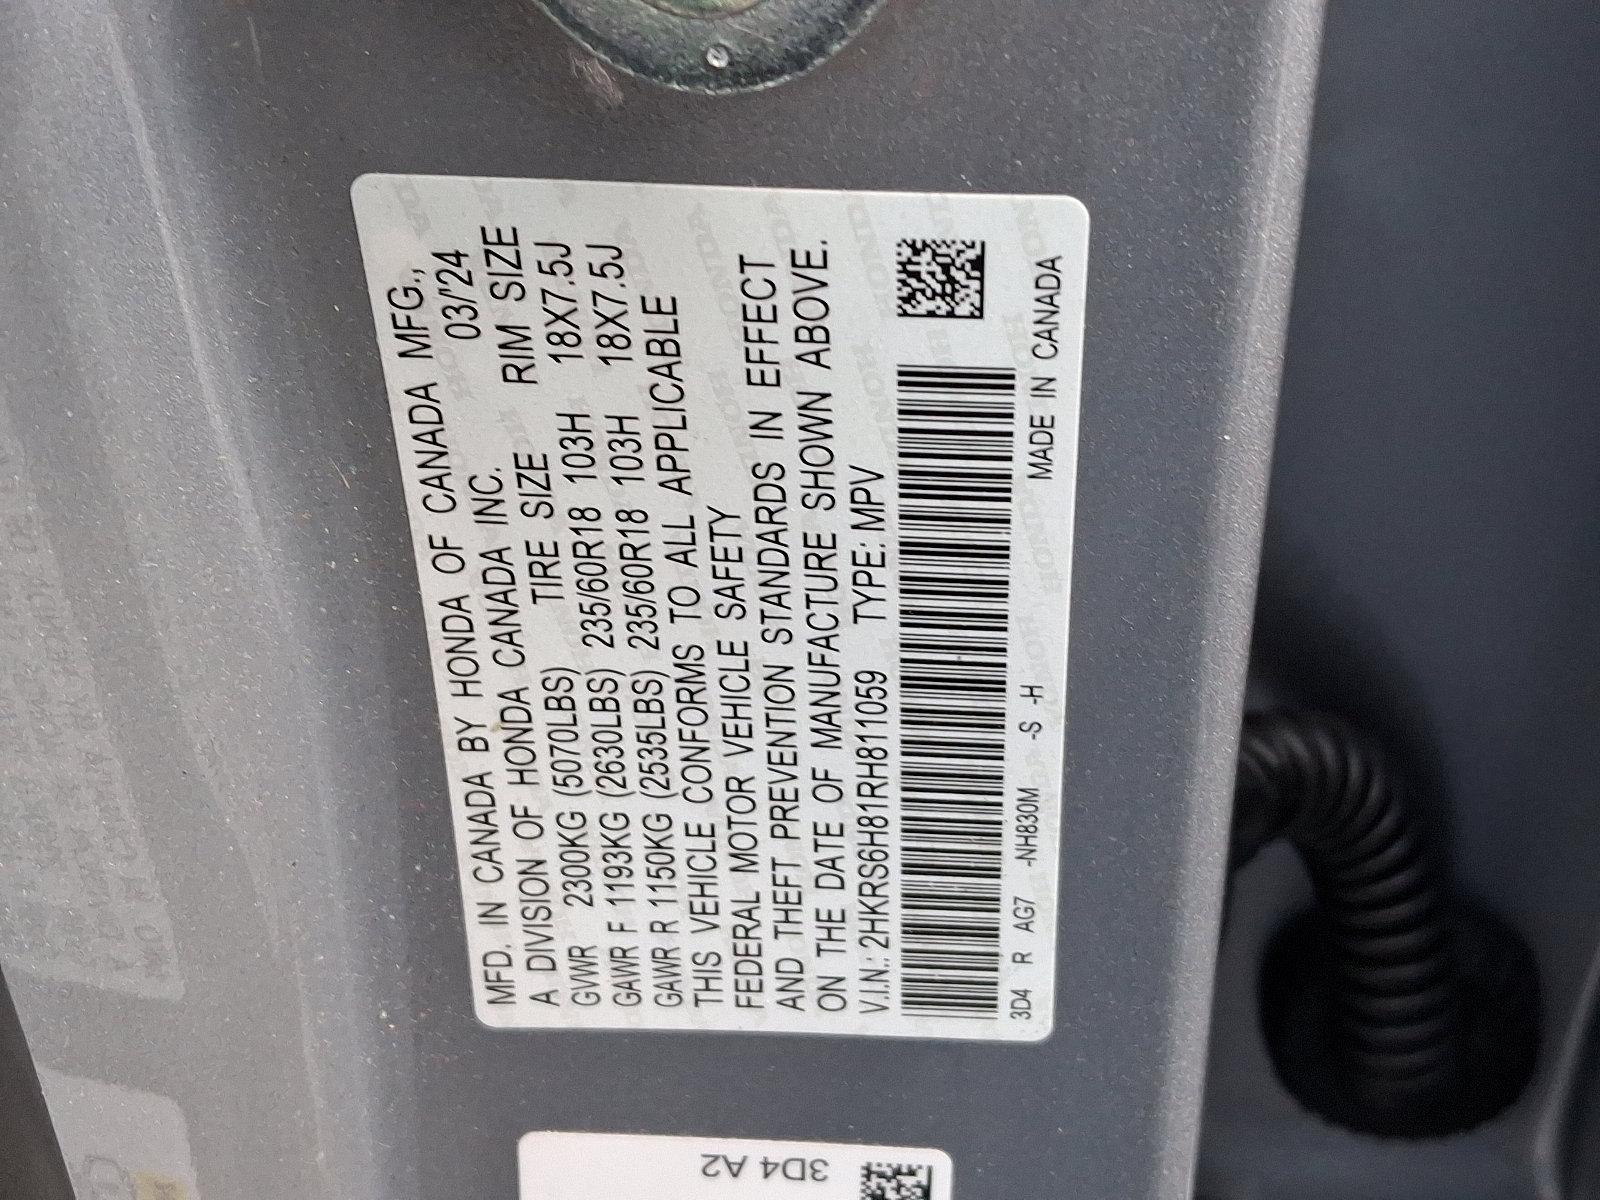 MFD. IN CANADA BY HONDA OF CANADA MFG.,
A DIVISION OF HONDA CANADA INC. 03/'24
TIRE SIZE RIM SIZE
GVWR 2300KG (5070LBS) 235/60R18 103H 18X7.5J
GAWR F 1193KG (2630LBS) 235/60R18 103H 18X7.5J
GAWR R 1150KG (2535LBS)
THIS VEHICLE CONFORMS TO ALL APPLICABLE
FEDERAL MOTOR VEHICLE SAFETY
AND THEFT PREVENTION STANDARDS IN EFFECT
ON THE DATE OF MANUFACTURE SHOWN ABOVE.
V.I.N.: 2HKRS6H81RH811059 TYPE: MPV
3D4 R AG7 -NH830M -S -H MADE IN CANADA
3D4 A2